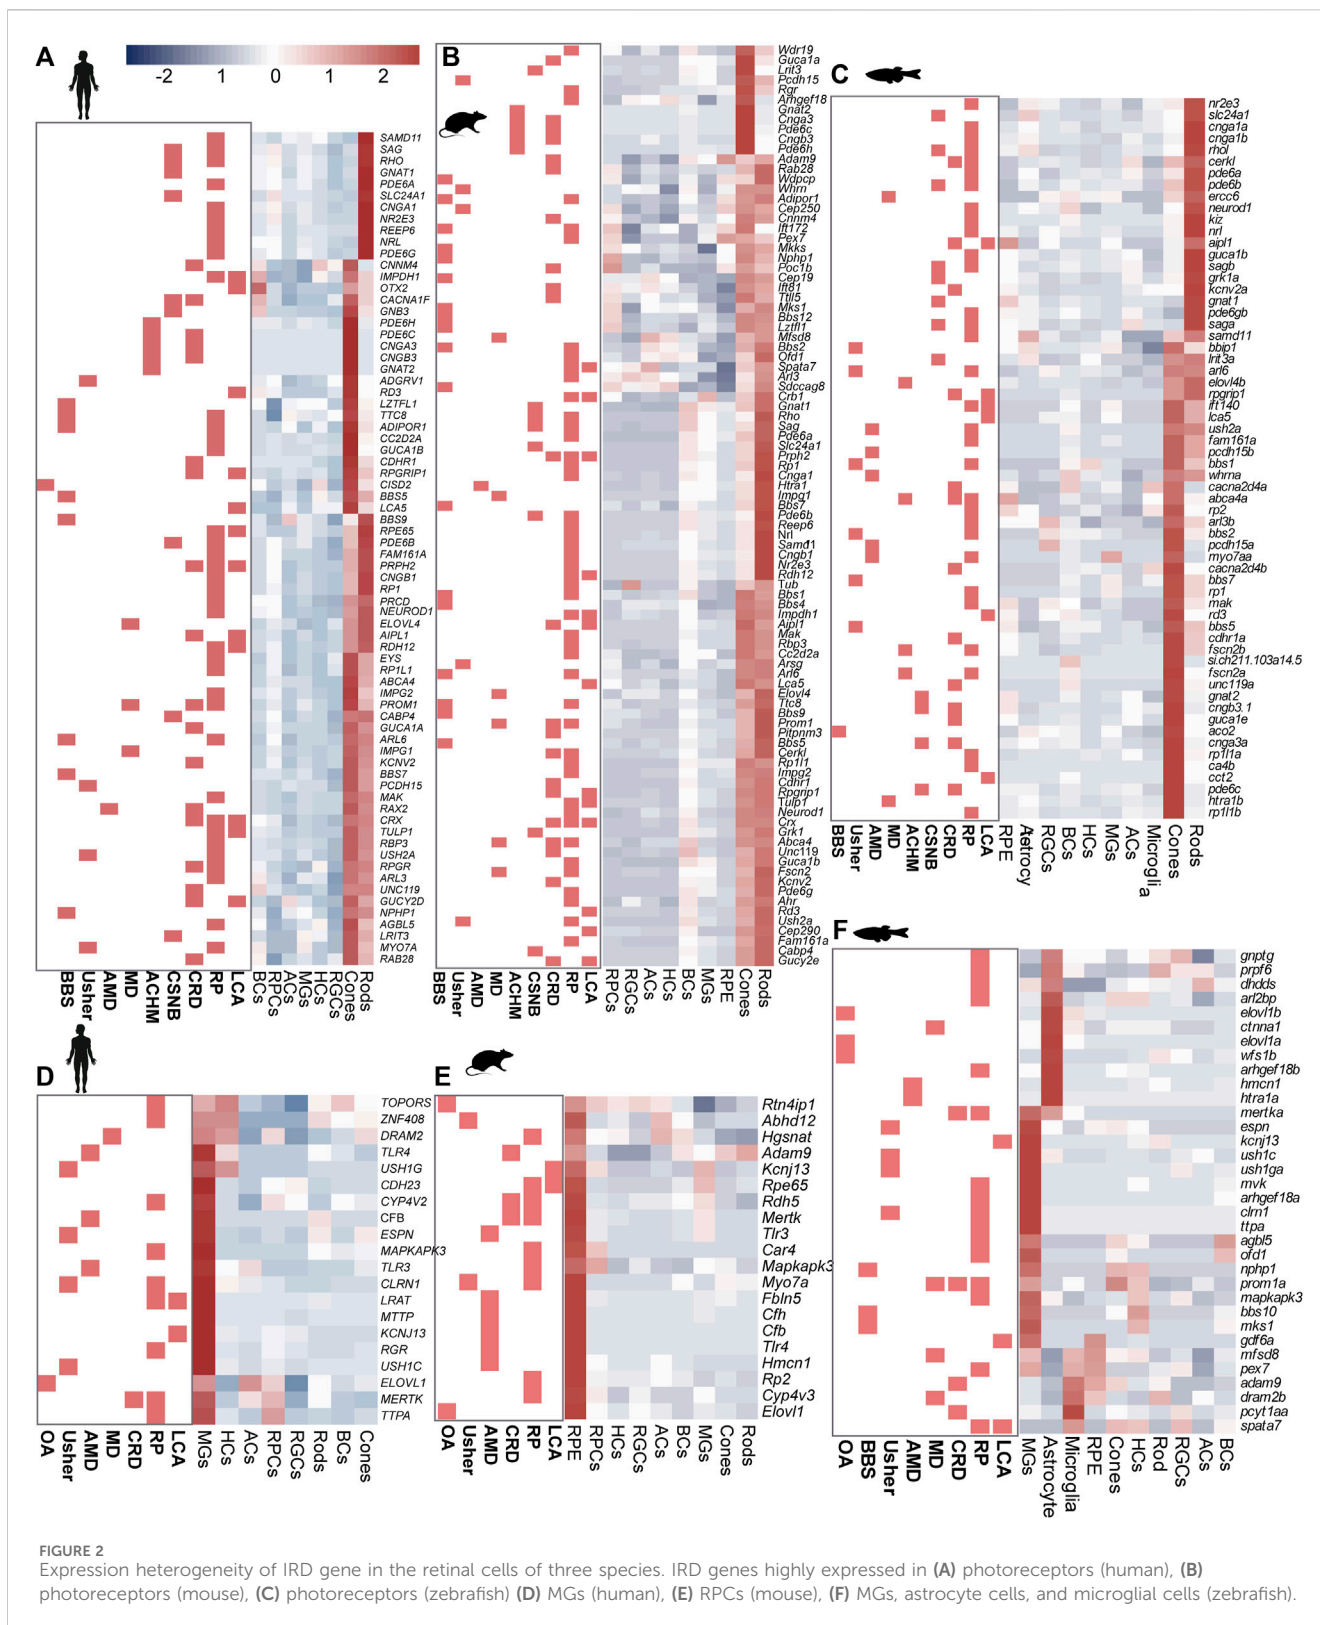 A
-2
1
0
1
2
SAMD11
SAG
RHO
GNAT1
PDE6A
SLC24A1
CNGA1
NR2E3
REEP6
NRL
PDE6G
CNNM4
IMPDH1
OTX2
CACNA1F
GNB3
PDE6H
PDE6C
CNGA3
CNGB3
GNAT2
ADGRV1
RD3
LZTFL1
TTC8
ADIPOR1
CC2D2A
GUCA1B
CDHR1
RPGRIP1
CISD2
BBS5
LCA5
BBS9
RPE65
PDE6B
FAM161A
PRPH2
CNGB1
RP1
PRCD
NEUROD1
ELOVL4
AIPL1
RDH12
EYS
RP1L1
ABCA4
IMPG2
PROM1
CABP4
GUCA1A
ARL6
IMPG1
KCNV2
BBS7
PCDH15
MAK
RAX2
CRX
TULP1
RBP3
USH2A
RPGR
ARL3
UNC119
GUCY2D
NPHP1
AGBL5
LRIT3
MYO7A
RAB28
BBS
Usher
AMD
MD
ACHM
CSNB
CRD
RP
LCA
BCs
RPCs
ACs
MGs
HCs
RGCs
Cones
Rods
B
Wdr19
Guca1a
Lrit3
Pcdh15
Rgr
Arhgef18
Gnat2
Cnga3
Pde6c
Cngb3
Pde6h
Adam9
Rab28
Wdpcp
Whrn
Adipor1
Cep250
Cnnm4
Ift172
Pex7
Mkks
Nphp1
Poc1b
Cep19
Ift81
Ttll5
Mks1
Bbs12
Lztfl1
Mfsd8
Bbs2
Ofd1
Spata7
Arl3
Sdccag8
Crb1
Gnat1
Rho
Sag
Pde6a
Slc24a1
Prph2
Rp1
Cnga1
Htra1
Impg1
Bbs7
Pde6b
Reep6
Nrl
Samd11
Cngb1
Nr2e3
Rdh12
Tub
Bbs1
Bbs4
Impdh1
Aipl1
Mak
Rbp3
Cc2d2a
Arsg
Arl6
Lca5
Elovl4
Ttc8
Bbs9
Prom1
Pitpnm3
Bbs5
Cerkl
Rp1l1
Impg2
Cdhr1
Rpgrip1
Tulp1
Neurod1
Crx
Grk1
Abca4
Unc119
Guca1b
Fscn2
Kcnv2
Pde6g
Ahr
Rd3
Ush2a
Cep290
Fam161a
Cabp4
Gucy2e
BBS
Usher
AMD
MD
ACHM
CSNB
CRD
RP
LCA
RPCs
RGCs
ACs
HCs
BCs
MGs
RPE
Cones
Rods
C
nr2e3
slc24a1
cnga1a
cnga1b
rhol
cerkl
pde6a
pde6b
ercc6
neurod1
kiz
nrl
aipl1
guca1b
sagb
grk1a
kcnv2a
gnat1
pde6gb
saga
samd11
bbip1
lrit3a
arl6
elovl4b
rpgrip1
ift140
lca5
ush2a
fam161a
pcdh15b
bbs1
whrna
cacna2d4a
abca4a
rp2
arl3b
bbs2
pcdh15a
myo7aa
cacna2d4b
bbs7
rp1
mak
rd3
bbs5
cdhr1a
fscn2b
si.ch211.103a14.5
fscn2a
unc119a
gnat2
cngb3.1
guca1e
aco2
cnga3a
rp1l1a
ca4b
cct2
pde6c
htra1b
rp1l1b
BBS
Usher
AMD
MD
ACHM
CSNB
CRD
RP
LCA
RPE
Astrocy
RGCs
BCs
HCs
MGs
ACs
Microglia
Cones
Rods
D
TOPORS
ZNF408
DRAM2
TLR4
USH1G
CDH23
CYP4V2
CFB
ESPN
MAPKAPK3
TLR3
CLRN1
LRAT
MTTP
KCNJ13
RGR
USH1C
ELOVL1
MERTK
TTPA
OA
Usher
AMD
MD
CRD
RP
LCA
MGs
HCs
ACs
RPCs
RGCs
Rods
BCs
Cones
E
Rtn4ip1
Abhd12
Hgsnat
Adam9
Kcnj13
Rpe65
Rdh5
Mertk
Tlr3
Car4
Mapkapk3
Myo7a
Fbln5
Cfh
Cfb
Tlr4
Hmcn1
Rp2
Cyp4v3
Elovl1
OA
Usher
AMD
CRD
RP
LCA
RPE
RPCs
HCs
RGCs
ACs
BCs
MGs
Cones
Rods
F
gnptg
prpf6
dhdds
arl2bp
elovl1b
ctnna1
elovl1a
wfs1b
arhgef18b
hmcn1
htra1a
mertka
espn
kcnj13
ush1c
ush1ga
mvk
arhgef18a
clrn1
ttpa
agbl5
ofd1
nphp1
prom1a
mapkapk3
bbs10
mks1
gdf6a
mfsd8
pex7
adam9
dram2b
pcyt1aa
spata7
OA
BBS
Usher
AMD
MD
CRD
RP
LCA
MGs
Astrocyte
Microglia
RPE
Cones
HCs
Rod
RGCs
ACs
BCs
FIGURE 2
Expression heterogeneity of IRD gene in the retinal cells of three species. IRD genes highly expressed in (A) photoreceptors (human), (B)
photoreceptors (mouse), (C) photoreceptors (zebrafish) (D) MGs (human), (E) RPCs (mouse), (F) MGs, astrocyte cells, and microglial cells (zebrafish).